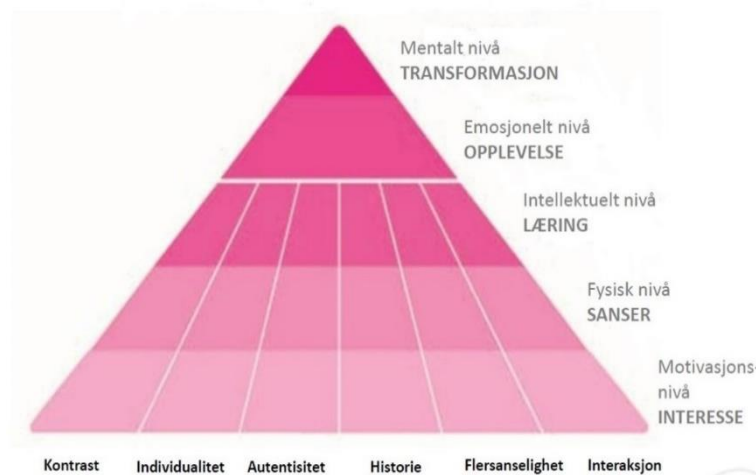 Mentalt nivå
TRANSFORMASJON
Emosjonelt nivå
OPPLEVELSE
Intellektuelt nivå
LÆRING
Fysisk nivå
SANSER
Motivasjons-
nivå
INTERESSE
Kontrast Individualitet Autentisitet Historie Flersanselighet Interaksjon